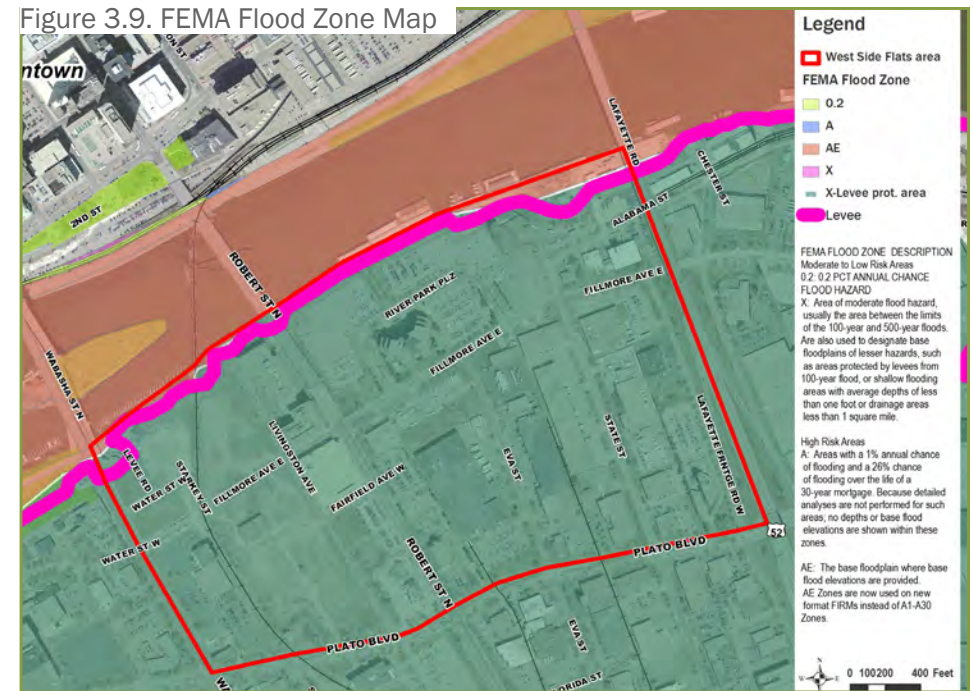 Figure 3.9. FEMA Flood Zone Map
ntown
ON ST
2ND ST
LAFAYETTE RD
CHESTER ST
ALABAMA ST
ROBERT ST N
RIVER PARK PLZ
FILLMORE AVE E
FILLMORE AVE E
WABASHA ST N
LEVEE RD
WATER ST W
STARKEY ST
FILLMORE AVE E
LIVINGSTON AVE
FAIRFIELD AVE W
EVA ST
STATE ST
LAFAYETTE FRNTGE RD W
52
WATER ST W
ROBERT ST N
PLATO BLVD
PLATO BLVD
EVA ST
ORIDA ST
WA
Legend
West Side Flats area
FEMA Flood Zone
0.2
A
AE
X
X-Levee prot. area
Levee
FEMA FLOOD ZONE DESCRIPTION
Moderate to Low Risk Areas
0.2: 0.2 PCT ANNUAL CHANCE
FLOOD HAZARD
X: Area of moderate flood hazard,
usually the area between the limits
of the 100-year and 500-year floods.
Are also used to designate base
floodplains of lesser hazards, such
as areas protected by levees from
100-year flood, or shallow flooding
areas with average depths of less
than one foot or drainage areas
less than 1 square mile.
High Risk Areas
A: Areas with a 1% annual chance
of flooding and a 26% chance
of flooding over the life of a
30-year mortgage. Because detailed
analyses are not performed for such
areas; no depths or base flood
elevations are shown within these
zones.
AE: The base floodplain where base
flood elevations are provided.
AE Zones are now used on new
format FIRMs instead of A1-A30
Zones.
N
W E
S
0 100200 400 Feet